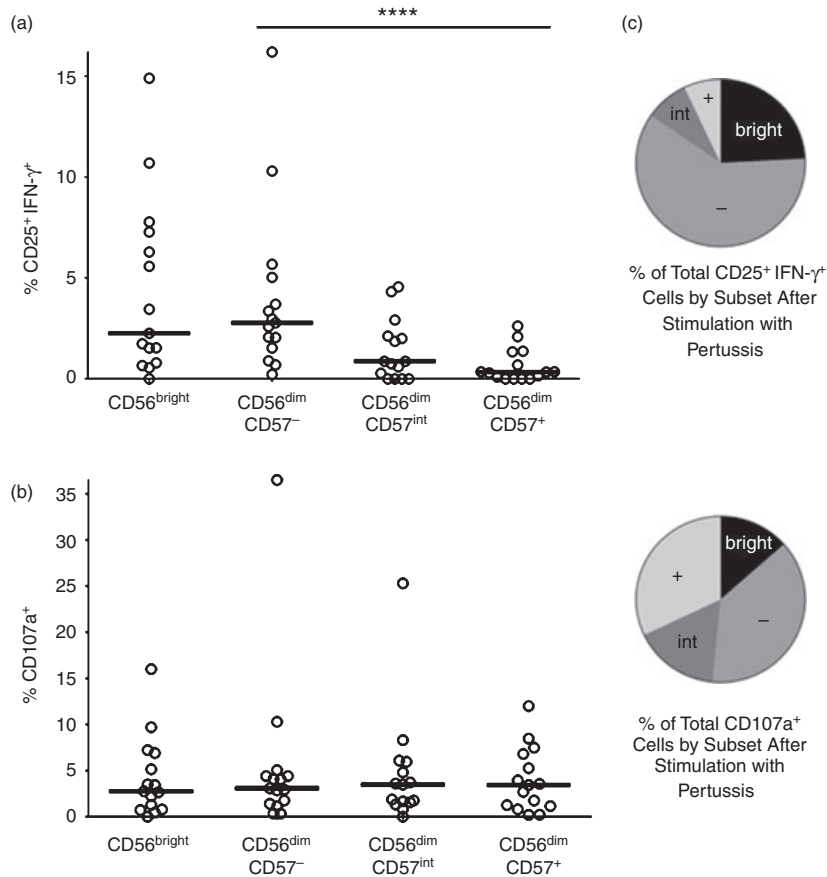 (a)
****
% CD25⁺ IFN-γ⁺
15
10
5
0
CD56ᵇʳⁱᵍʰᵗ
CD56ᵈⁱᵐ
CD57⁻
CD56ᵈⁱᵐ
CD57ⁱⁿᵗ
CD56ᵈⁱᵐ
CD57⁺
(b)
% CD107a⁺
35
30
25
20
15
10
5
0
CD56ᵇʳⁱᵍʰᵗ
CD56ᵈⁱᵐ
CD57⁻
CD56ᵈⁱᵐ
CD57ⁱⁿᵗ
CD56ᵈⁱᵐ
CD57⁺
(c)
+
int
bright
–
% of Total CD25⁺ IFN-γ⁺
Cells by Subset After
Stimulation with
Pertussis
bright
+
–
int
% of Total CD107a⁺
Cells by Subset After
Stimulation with
Pertussis